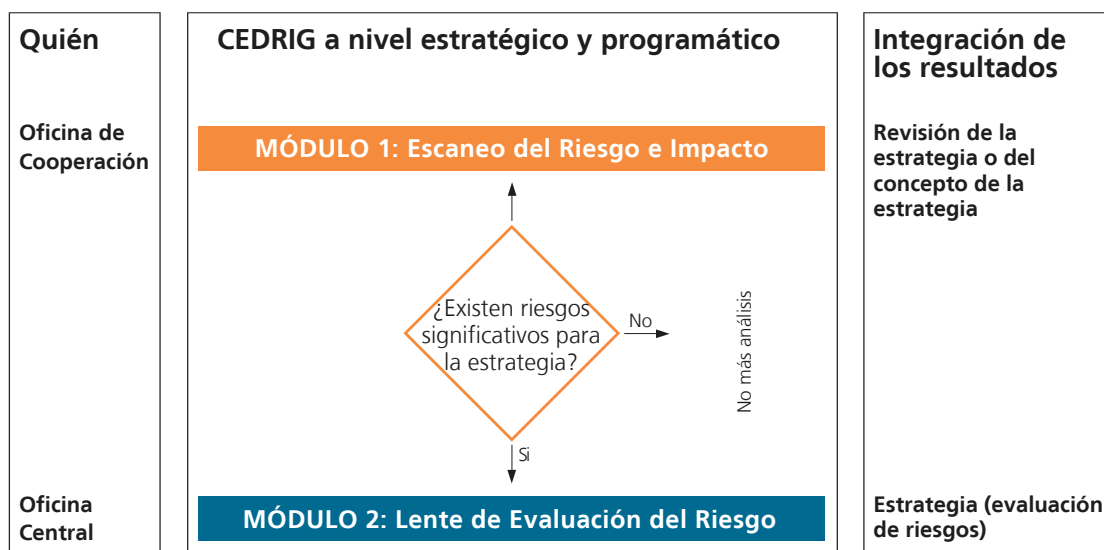 Quién
Oficina de
Cooperación
Oficina
Central
CEDRIG a nivel estratégico y programático
MÓDULO 1: Escaneo del Riesgo e Impacto
¿Existen riesgos
significativos para
la estrategia?
No
No más análisis
Si
MÓDULO 2: Lente de Evaluación del Riesgo
Integración de
los resultados
Revisión de la
estrategia o del
concepto de la
estrategia
Estrategia (evaluación
de riesgos)